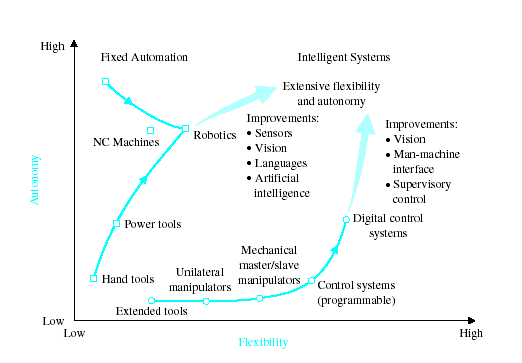 High
Fixed Automation
Intelligent Systems
Extensive flexibility
and autonomy
Improvements:
• Sensors
• Vision
• Languages
• Artificial
intelligence
Improvements:
• Vision
• Man-machine
interface
• Supervisory
control
NC Machines
Robotics
Autonomy
Power tools
Digital control
systems
Mechanical
master/slave
manipulators
Unilateral
manipulators
Hand tools
Control systems
(programmable)
Extended tools
Low
Low
Flexibility
High